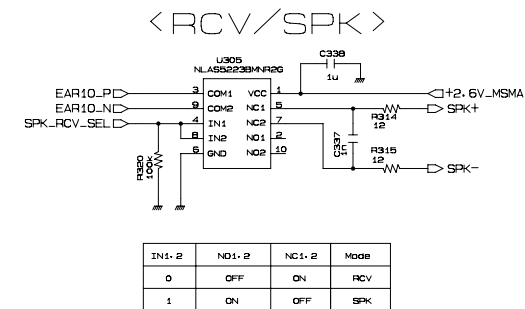 <RCV/SPK>
U305
NLAS5223BMNR2G
C338
1u
EAR10_P
3 COM1 VCC 1
+2.6V_MSMA
EAR10_N
9 COM2 NC1 5
R314
12
SPK+
SPK_RCV_SEL
4 IN1 NC2 7
8 IN2 NO1 2
6 GND NO2 10
C337
1n
R315
12
SPK-
R320
100k
IN1.2 NO1.2 NC1.2 Mode
0 OFF ON RCV
1 ON OFF SPK